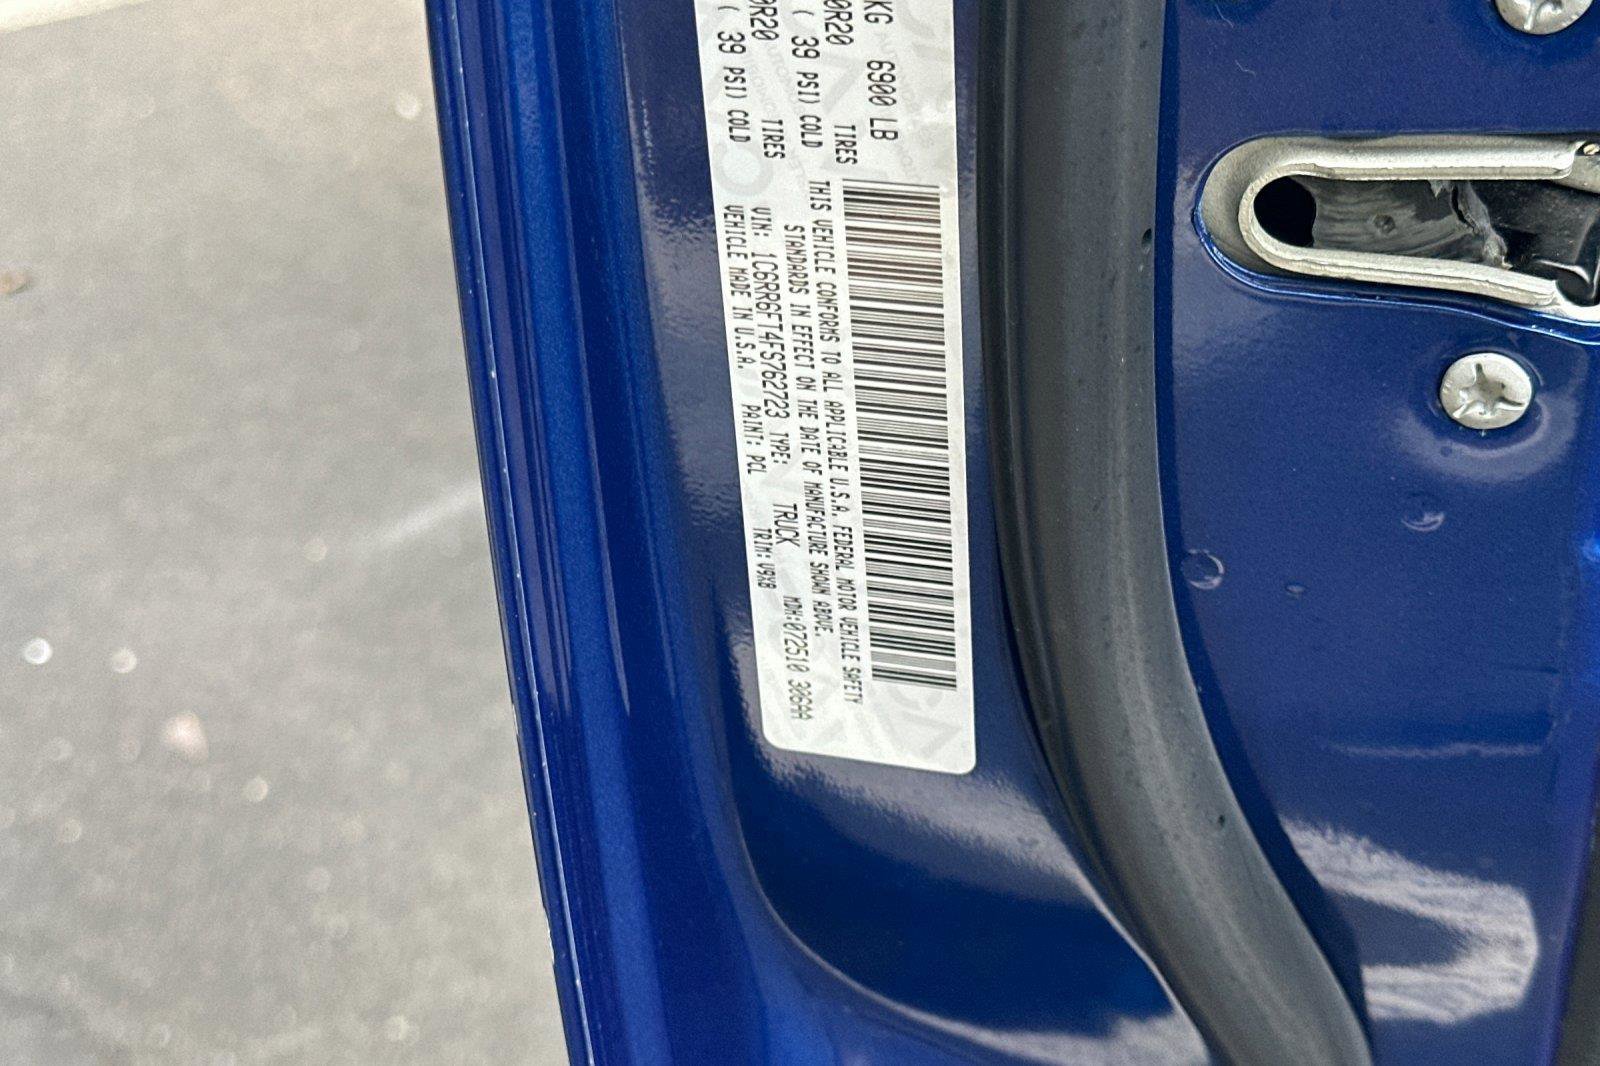 KG 6900 LB
0R20 TIRES
( 39 PSI) COLD
0R20 TIRES
( 39 PSI) COLD
THIS VEHICLE CONFORMS TO ALL APPLICABLE U.S.A. FEDERAL MOTOR VEHICLE SAFETY
STANDARDS IN EFFECT ON THE DATE OF MANUFACTURE SHOWN ABOVE.
VIN: 1C6RR6FT4FS762723 TYPE: TRUCK MDH:072510 306AA
VEHICLE MADE IN U.S.A. PAINT: PCL TRIM: V9X8